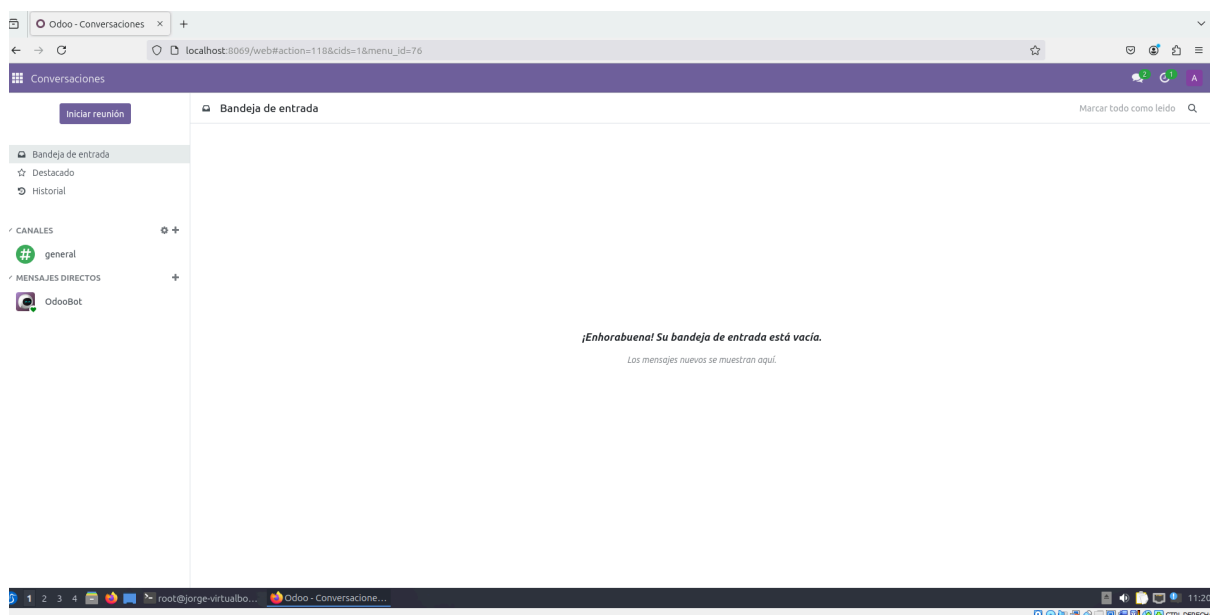 Odoo - Conversaciones
localhost:8069/web#action=118&cids=1&menu_id=76
Conversaciones
2
1
A
Iniciar reunión
Bandeja de entrada
Marcar todo como leído
Bandeja de entrada
Destacado
Historial
CANALES
general
MENSAJES DIRECTOS
OdooBot
¡Enhorabuena! Su bandeja de entrada está vacía.
Los mensajes nuevos se muestran aquí.
1 2 3 4 root@jorge-virtualbo... Odoo - Conversacione... 11:20